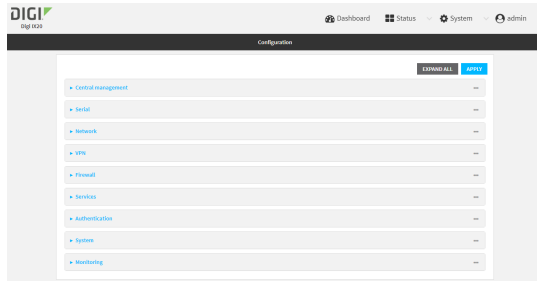 DIGI
Digi IX20
Dashboard
Status
System
admin
Configuration
EXPAND ALL
APPLY
Central management
Serial
Network
VPN
Firewall
Services
Authentication
System
Monitoring